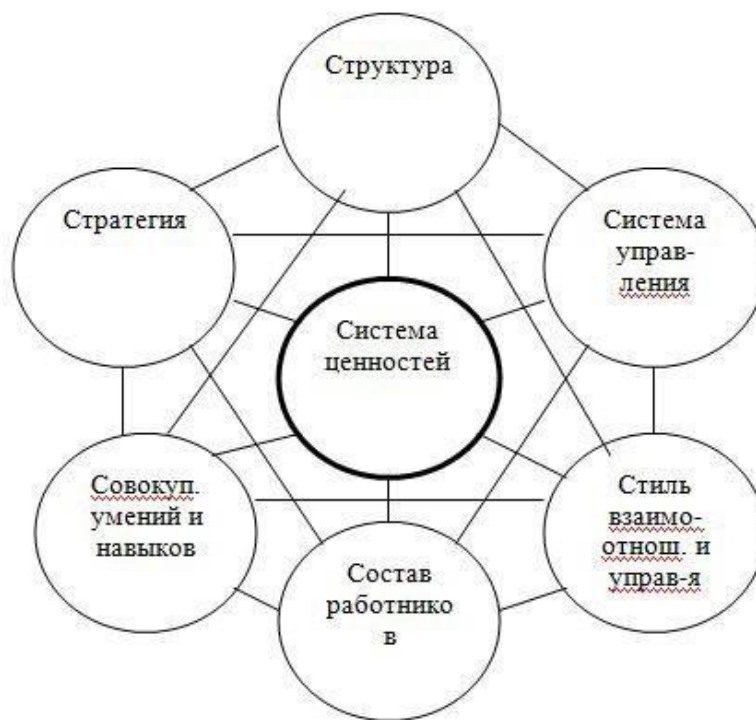 Структура
Стратегия
Система
управ-
ления
Система
ценностей
Совокуп.
умений и
навыков
Стиль
взаимо-
отнош. и
управ-я
Состав
работнико
в